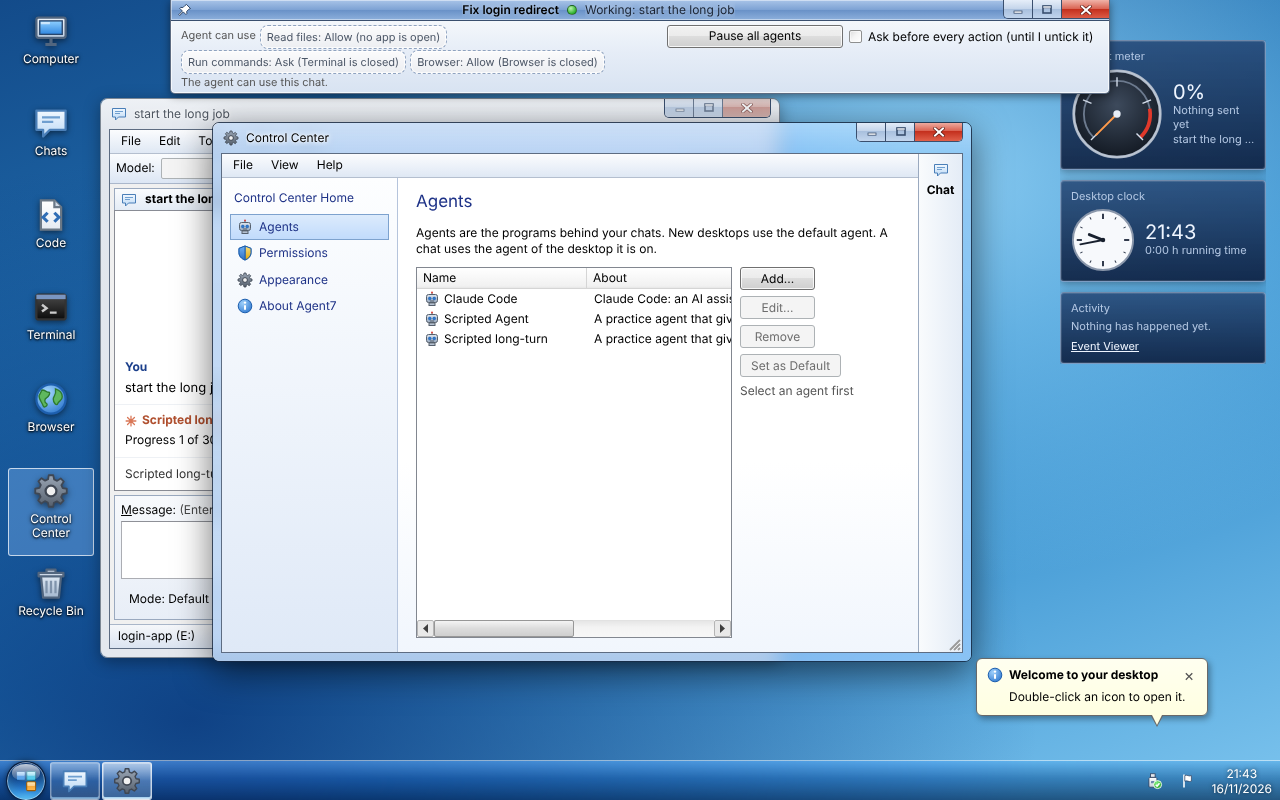 Fix login redirect
Working: start the long job
Agent can use
Read files: Allow (no app is open)
Pause all agents
Ask before every action (until I untick it)
Run commands: Ask (Terminal is closed)
Browser: Allow (Browser is closed)
The agent can use this chat.
Computer
Chats
Code
Terminal
Browser
Control Center
Recycle Bin
meter
0%
Nothing sent yet
start the long ...
Desktop clock
21:43
0:00 h running time
Activity
Nothing has happened yet.
Event Viewer
start the long job
File Edit To
Model:
start the lon
You
start the long j
Scripted lon
Progress 1 of 30
Scripted long-tu
Message: (Enter
Mode: Default
login-app (E:)
Control Center
File View Help
Chat
Control Center Home
Agents
Permissions
Appearance
About Agent7
Agents
Agents are the programs behind your chats. New desktops use the default agent. A
chat uses the agent of the desktop it is on.
Name About
Claude Code Claude Code: an AI assis
Scripted Agent A practice agent that giv
Scripted long-turn A practice agent that giv
Add...
Edit...
Remove
Set as Default
Select an agent first
Welcome to your desktop
Double-click an icon to open it.
21:43
16/11/2026